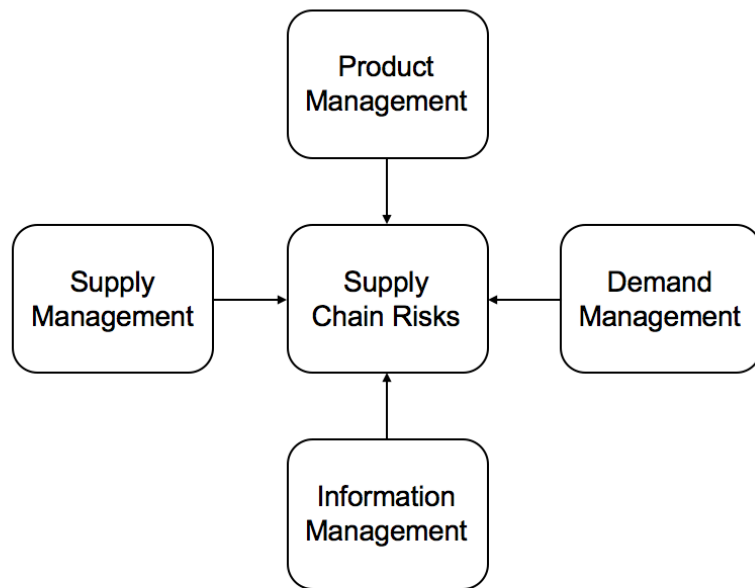 Product
Management
Supply
Management
Supply
Chain Risks
Demand
Management
Information
Management